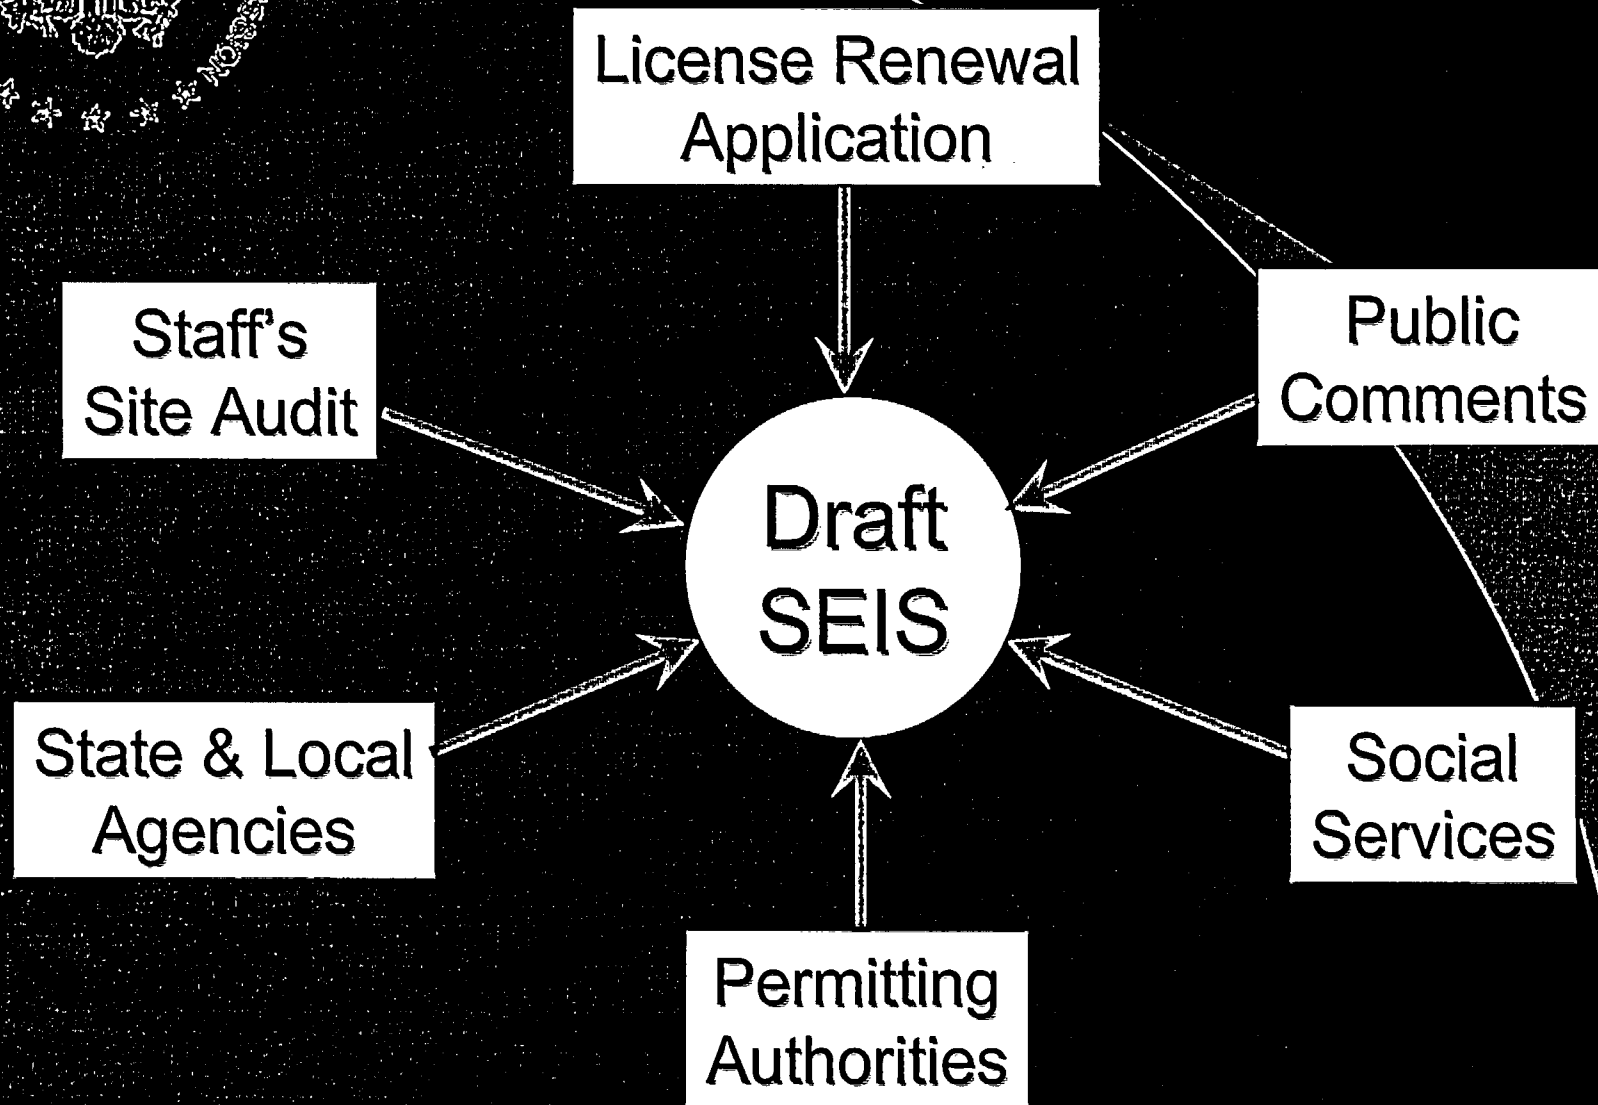 License Renewal
Application
Staff's
Site Audit
Public
Comments
Draft
SEIS
State & Local
Agencies
Social
Services
Permitting
Authorities